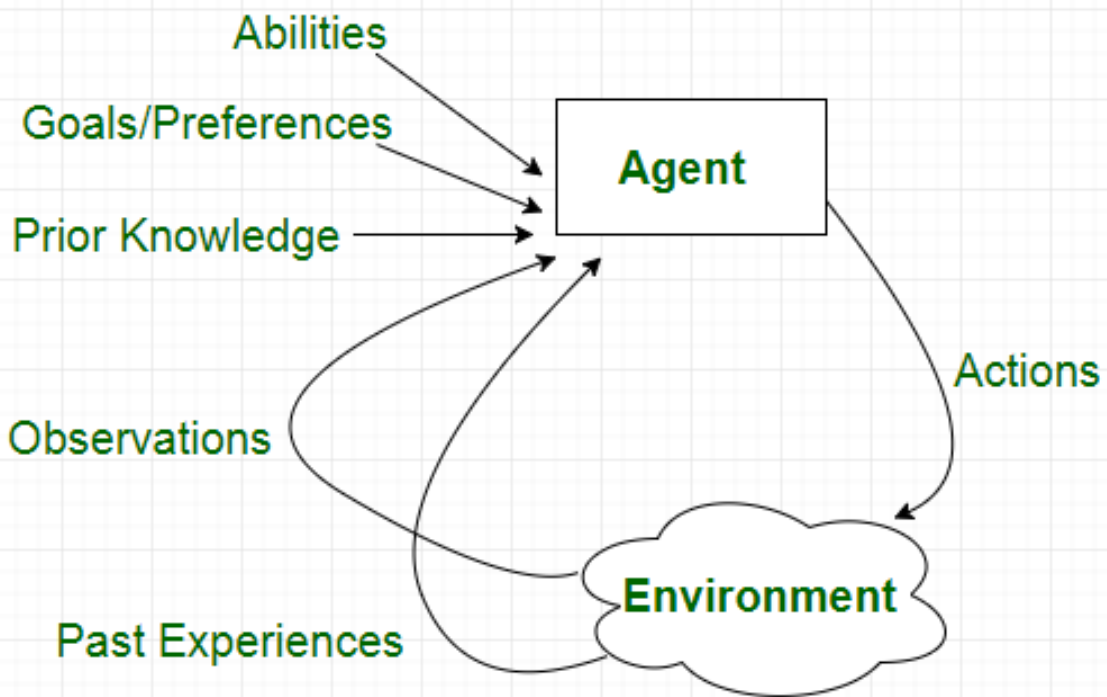 Abilities
Goals/Preferences
Agent
Prior Knowledge
Actions
Observations
Environment
Past Experiences